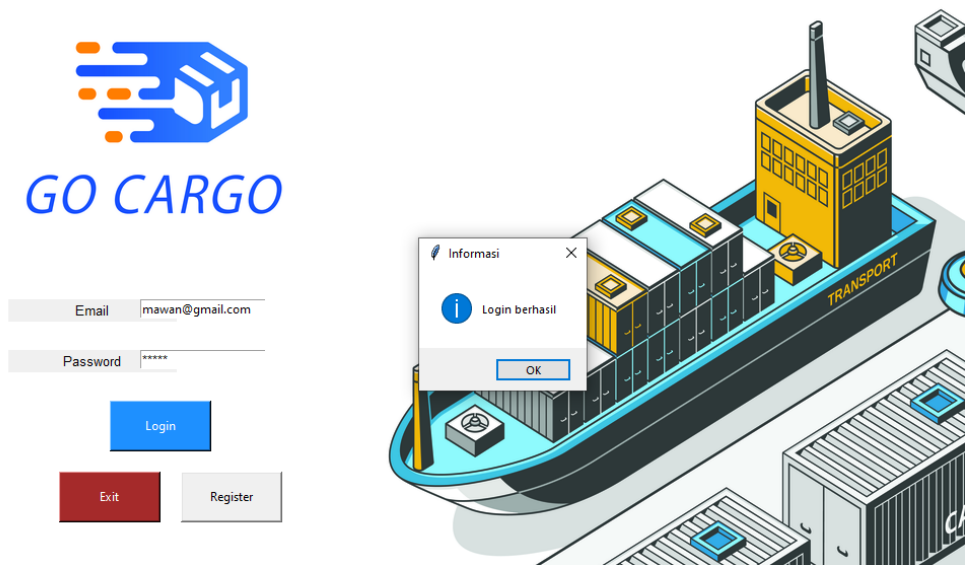 GO CARGO
Informasi
Login berhasil
OK
Email
mawan@gmail.com
Password
*****
Login
Exit
Register
TRANSPORT